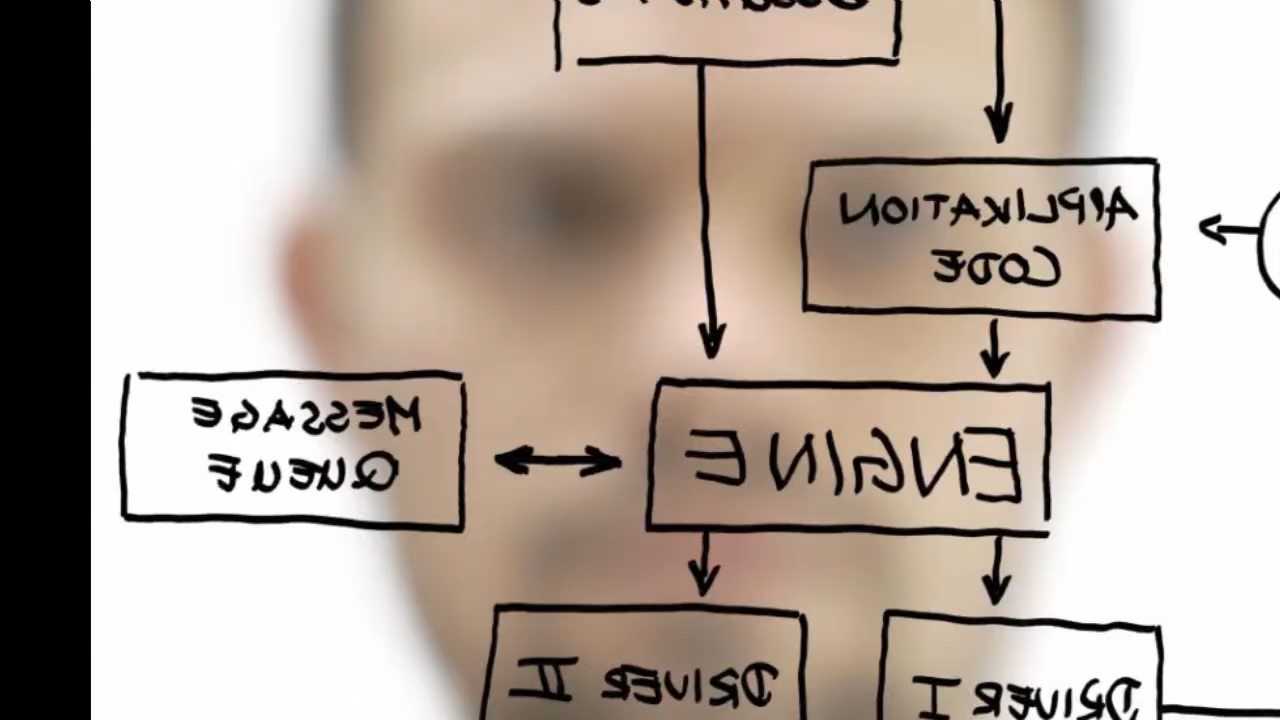 APPLIKATION
CODE
MESSAGE
QUEUE
ENGINE
DRIVER II
DRIVER I